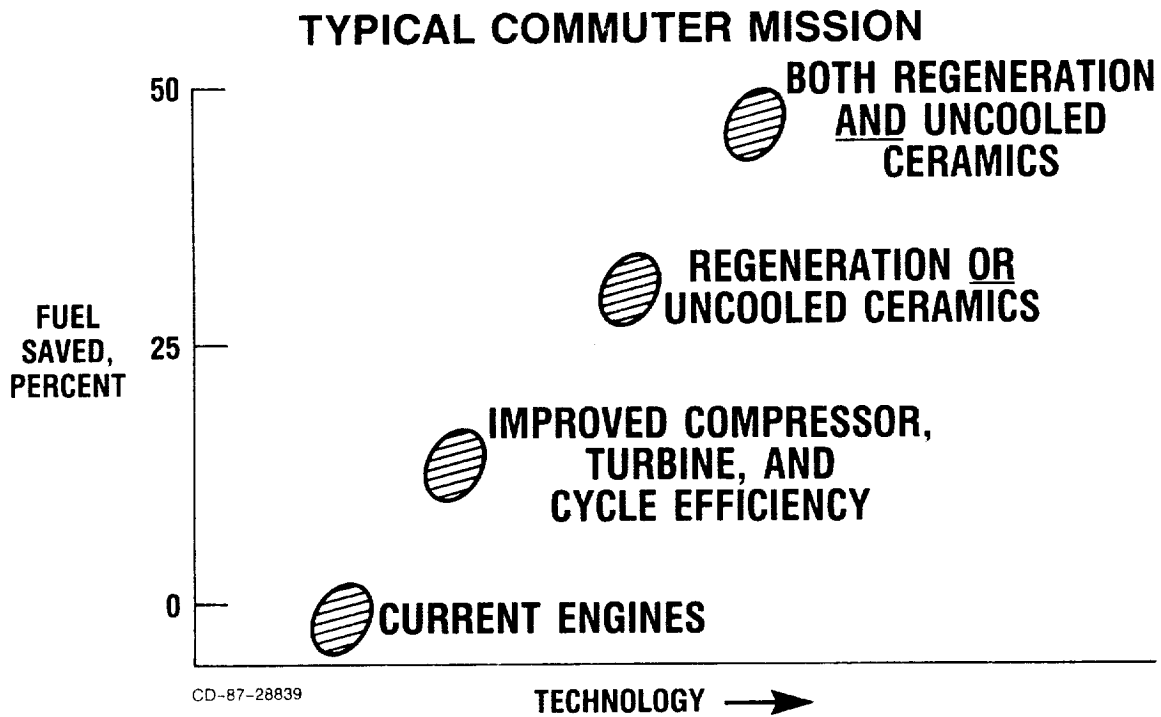 TYPICAL COMMUTER MISSION
50
BOTH REGENERATION
AND UNCOOLED
CERAMICS
REGENERATION OR
UNCOOLED CERAMICS
FUEL
SAVED,
PERCENT
25
IMPROVED COMPRESSOR,
TURBINE, AND
CYCLE EFFICIENCY
0
CURRENT ENGINES
CD-87-28839
TECHNOLOGY